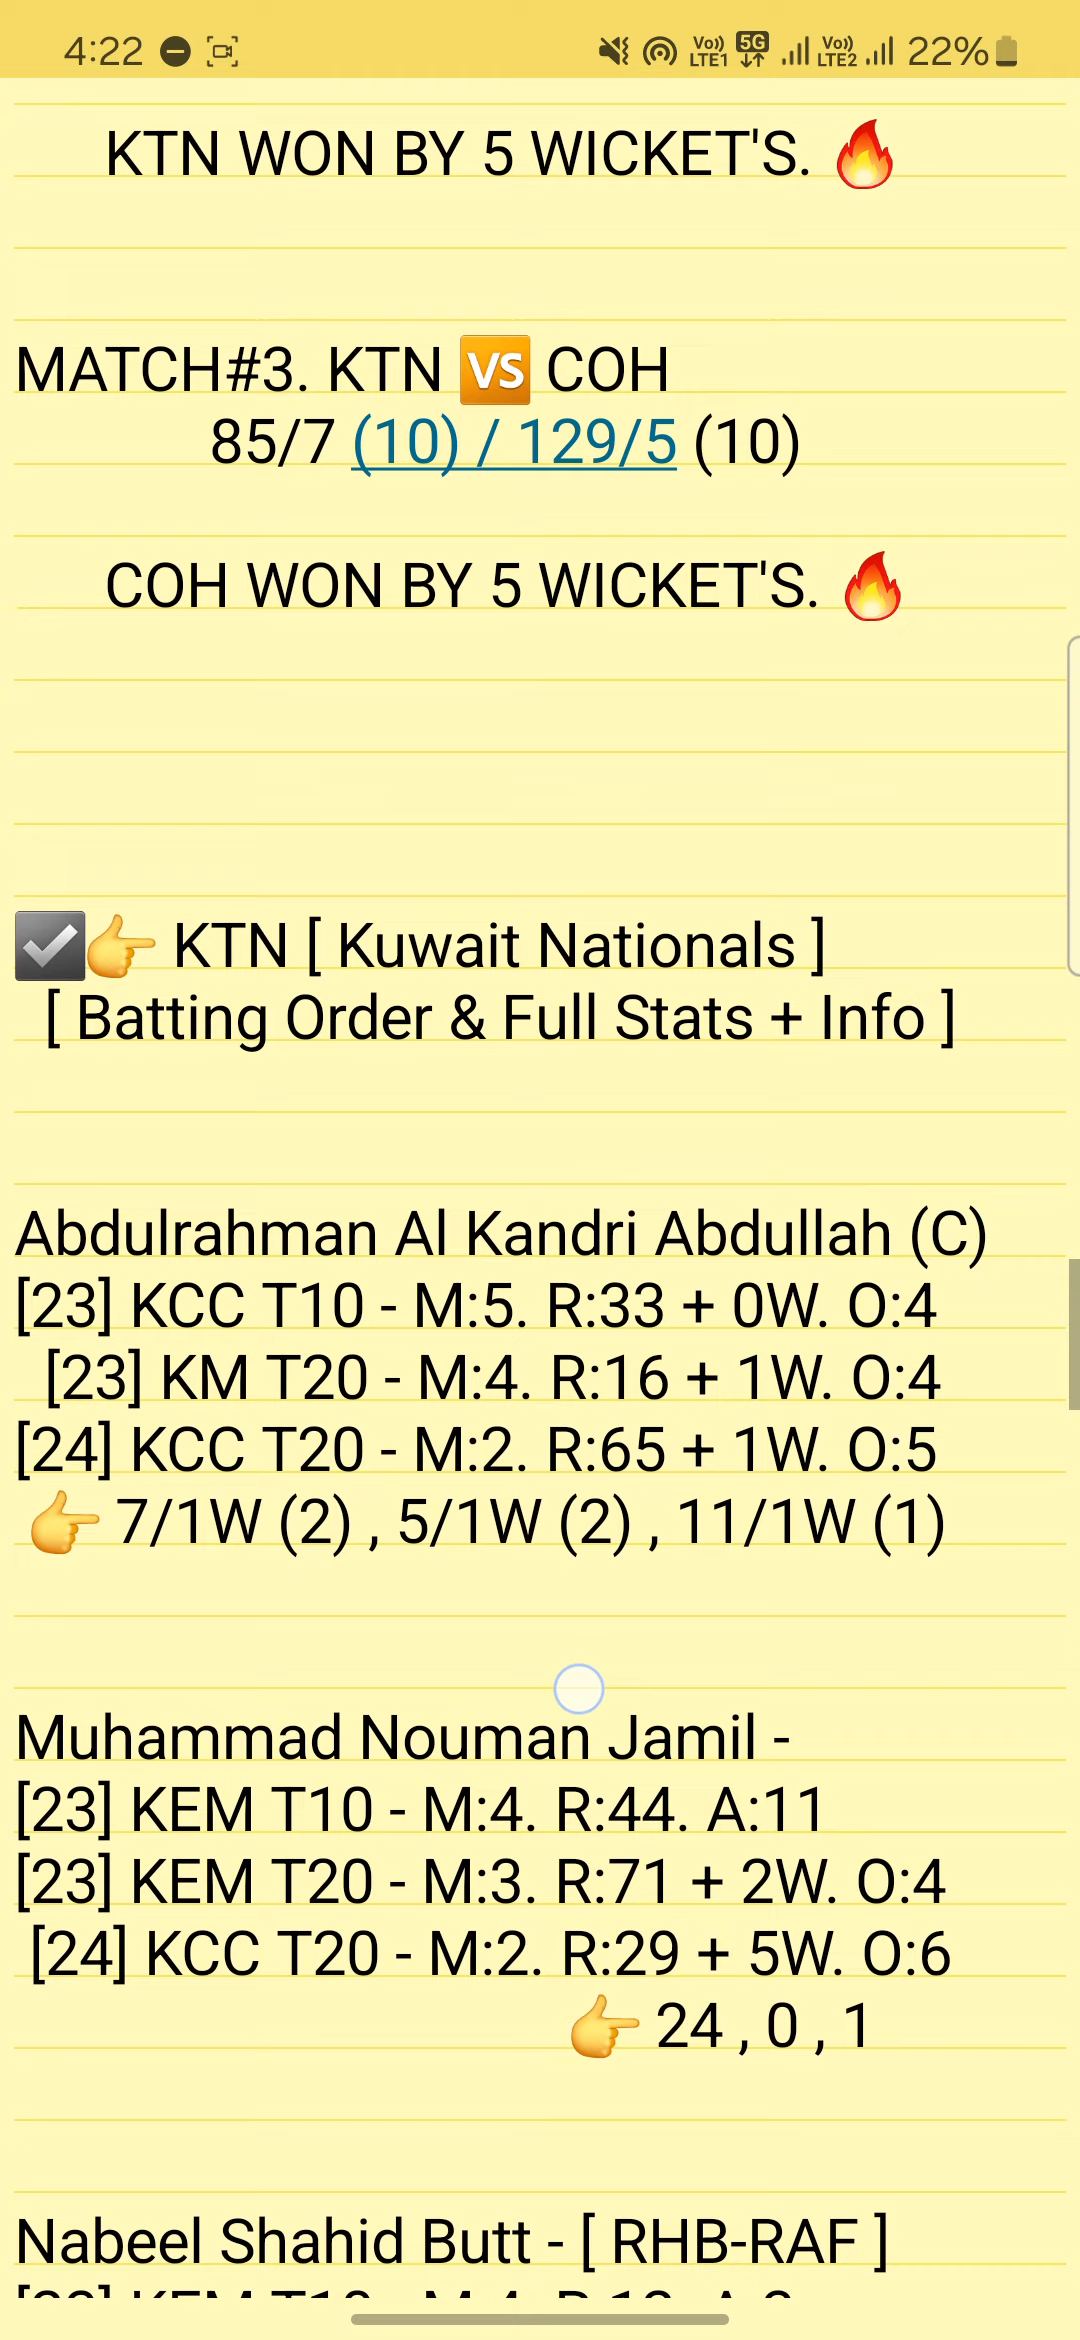 4:22 Vo)) LTE1 5G Vo)) LTE2 22%
KTN WON BY 5 WICKET'S. 🔥
MATCH#3. KTN 🆚 COH
85/7 (10) / 129/5 (10)
COH WON BY 5 WICKET'S. 🔥
☑️👉 KTN [ Kuwait Nationals ]
[ Batting Order & Full Stats + Info ]
Abdulrahman Al Kandri Abdullah (C)
[23] KCC T10 - M:5. R:33 + 0W. O:4
[23] KM T20 - M:4. R:16 + 1W. O:4
[24] KCC T20 - M:2. R:65 + 1W. O:5
👉 7/1W (2) , 5/1W (2) , 11/1W (1)
Muhammad Nouman Jamil -
[23] KEM T10 - M:4. R:44. A:11
[23] KEM T20 - M:3. R:71 + 2W. O:4
[24] KCC T20 - M:2. R:29 + 5W. O:6
👉 24 , 0 , 1
Nabeel Shahid Butt - [ RHB-RAF ]